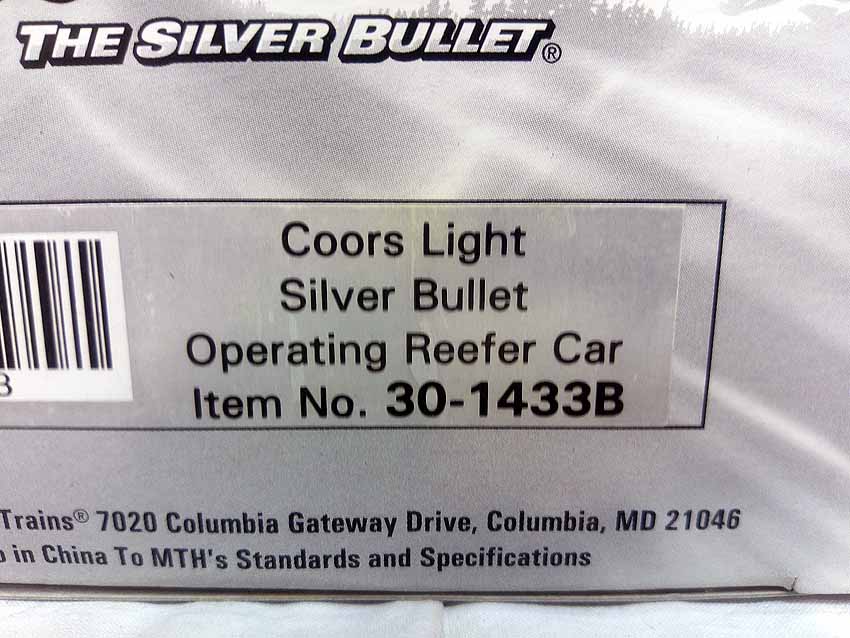 THE SILVER BULLET®
Coors Light
Silver Bullet
Operating Reefer Car
Item No. 30-1433B
3
Trains® 7020 Columbia Gateway Drive, Columbia, MD 21046
in China To MTH's Standards and Specifications